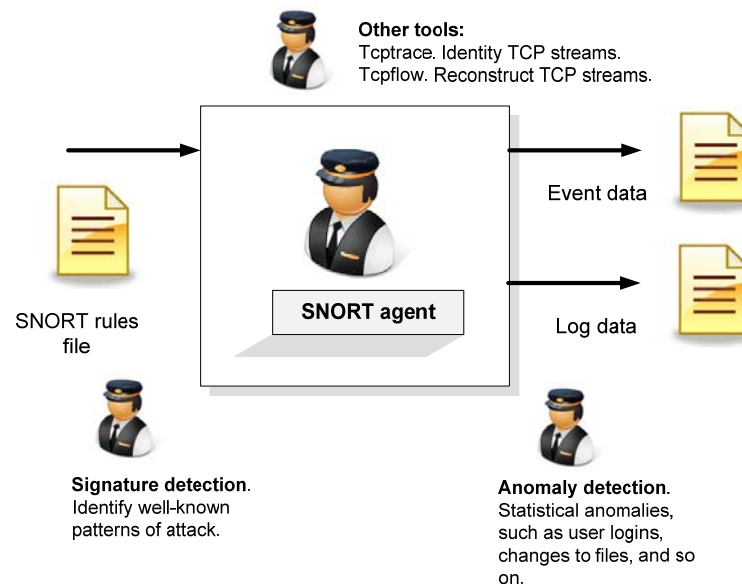 Other tools:
Tcptrace. Identity TCP streams.
Tcpflow. Reconstruct TCP streams.
Event data
SNORT agent
SNORT rules
file
Log data
Signature detection.
Identify well-known
patterns of attack.
Anomaly detection.
Statistical anomalies,
such as user logins,
changes to files, and so
on.